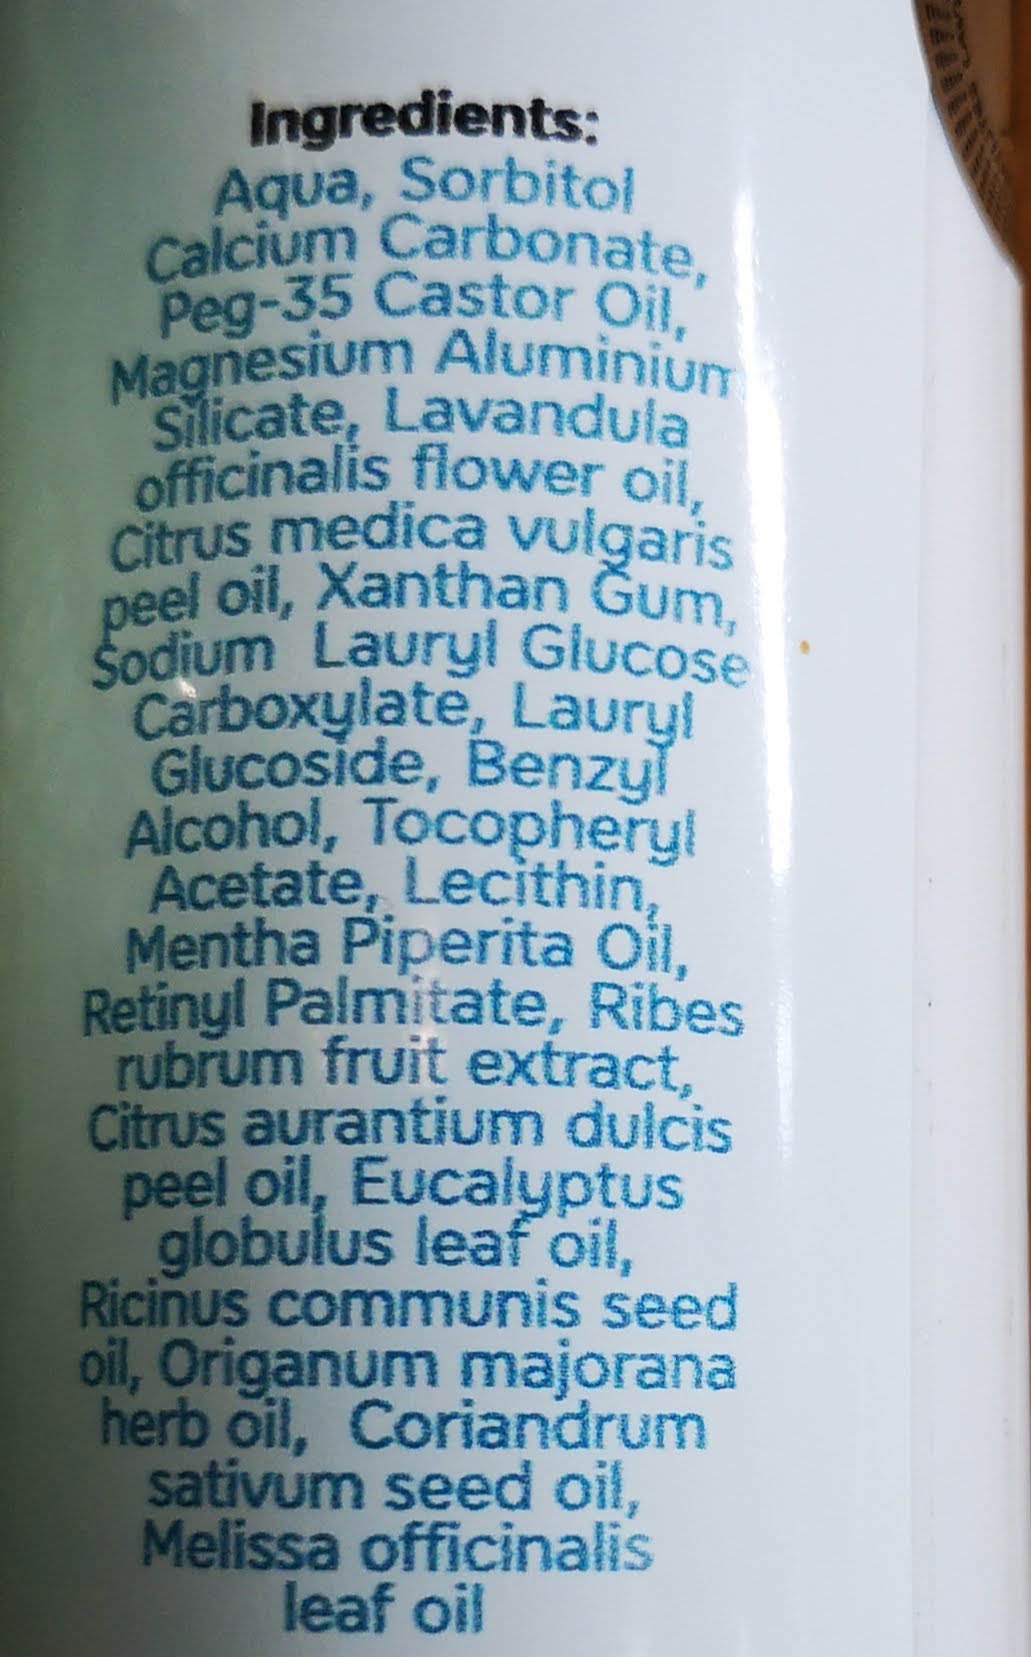 Ingredients:
Aqua, Sorbitol
Calcium Carbonate,
Peg-35 Castor Oil,
Magnesium Aluminium
Silicate, Lavandula
officinalis flower oil,
Citrus medica vulgaris
peel oil, Xanthan Gum,
Sodium Lauryl Glucose
Carboxylate, Lauryl
Glucoside, Benzyl
Alcohol, Tocopheryl
Acetate, Lecithin,
Mentha Piperita Oil,
Retinyl Palmitate, Ribes
rubrum fruit extract,
Citrus aurantium dulcis
peel oil, Eucalyptus
globulus leaf oil,
Ricinus communis seed
oil, Origanum majorana
herb oil, Coriandrum
sativum seed oil,
Melissa officinalis
leaf oil